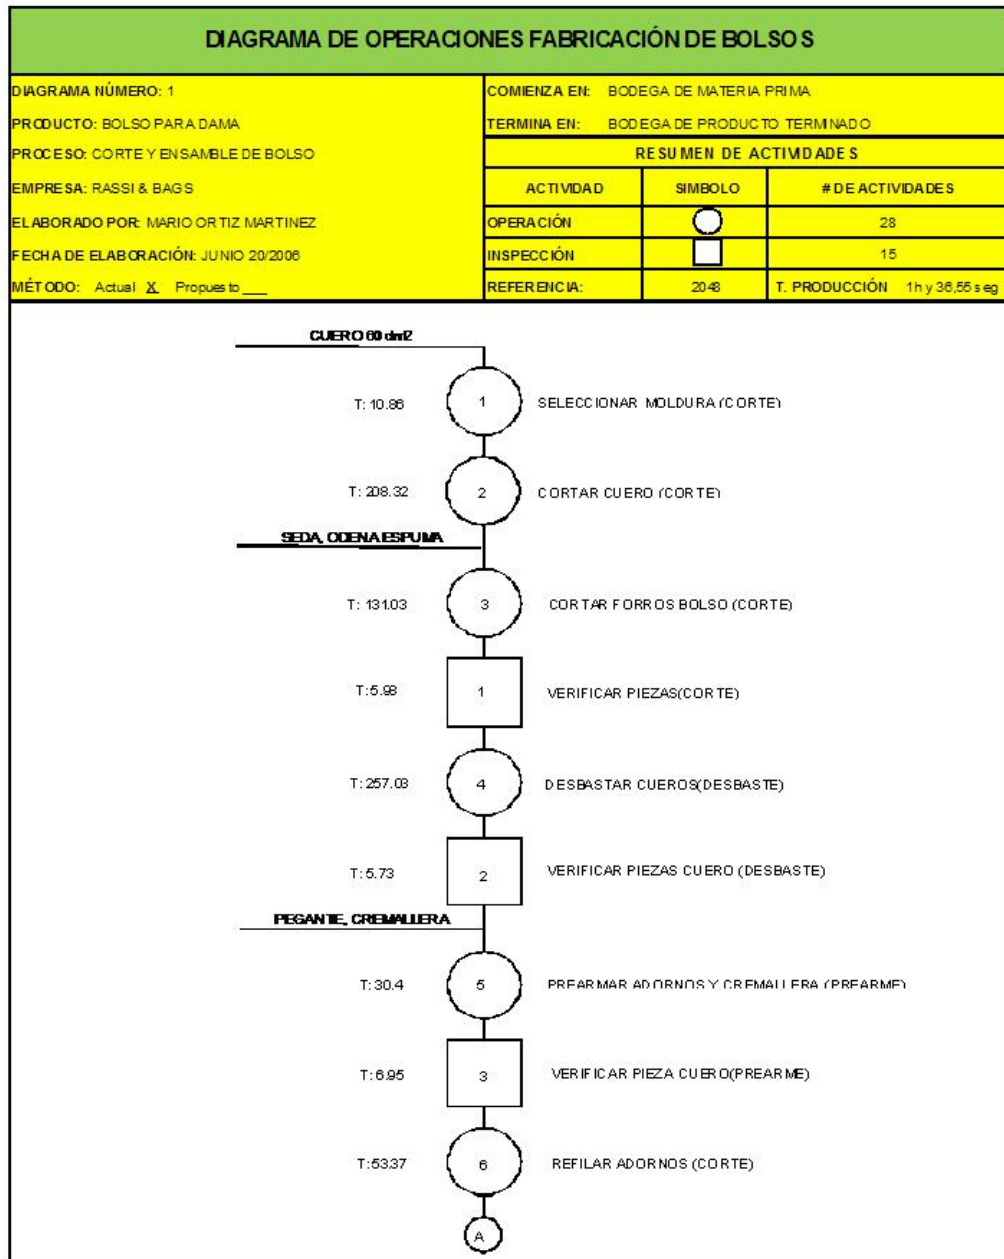 DIAGRAMA DE OPERACIONES FABRICACIÓN DE BOLSOS
DIAGRAMA NÚMERO: 1
PRODUCTO: BOLSO PARA DAMA
PROCESO: CORTE Y ENSAMBLE DE BOLSO
EMPRESA: RASSI & BAGS
ELABORADO POR: MARIO ORTIZ MARTINEZ
FECHA DE ELABORACIÓN: JUNIO 20/2006
MÉTODO: Actual X Propuesto ___
COMIENZA EN: BODEGA DE MATERIA PRIMA
TERMINA EN: BODEGA DE PRODUCTO TERMINADO
RESUMEN DE ACTIVIDADES
ACTIVIDAD SIMBOLO # DE ACTIVIDADES
OPERACIÓN 28
INSPECCIÓN 15
REFERENCIA: 2048 T. PRODUCCIÓN 1h y 36,55 seg
CUERO 60 dm2
T: 10.86 1 SELECCIONAR MOLDURA (CORTE)
T: 208.32 2 CORTAR CUERO (CORTE)
SEDA, ODENA ESPUMA
T: 131.03 3 CORTAR FORROS BOLSO (CORTE)
T: 5.98 1 VERIFICAR PIEZAS(CORTE)
T: 257.03 4 DESBASTAR CUEROS(DESBASTE)
T: 5.73 2 VERIFICAR PIEZAS CUERO (DESBASTE)
PEGANTE, CREMALLERA
T: 30.4 5 PREARMAR ADORNOS Y CREMALLERA (PREARME)
T: 6.95 3 VERIFICAR PIEZA CUERO(PREARME)
T: 53.37 6 REFILAR ADORNOS (CORTE)
A